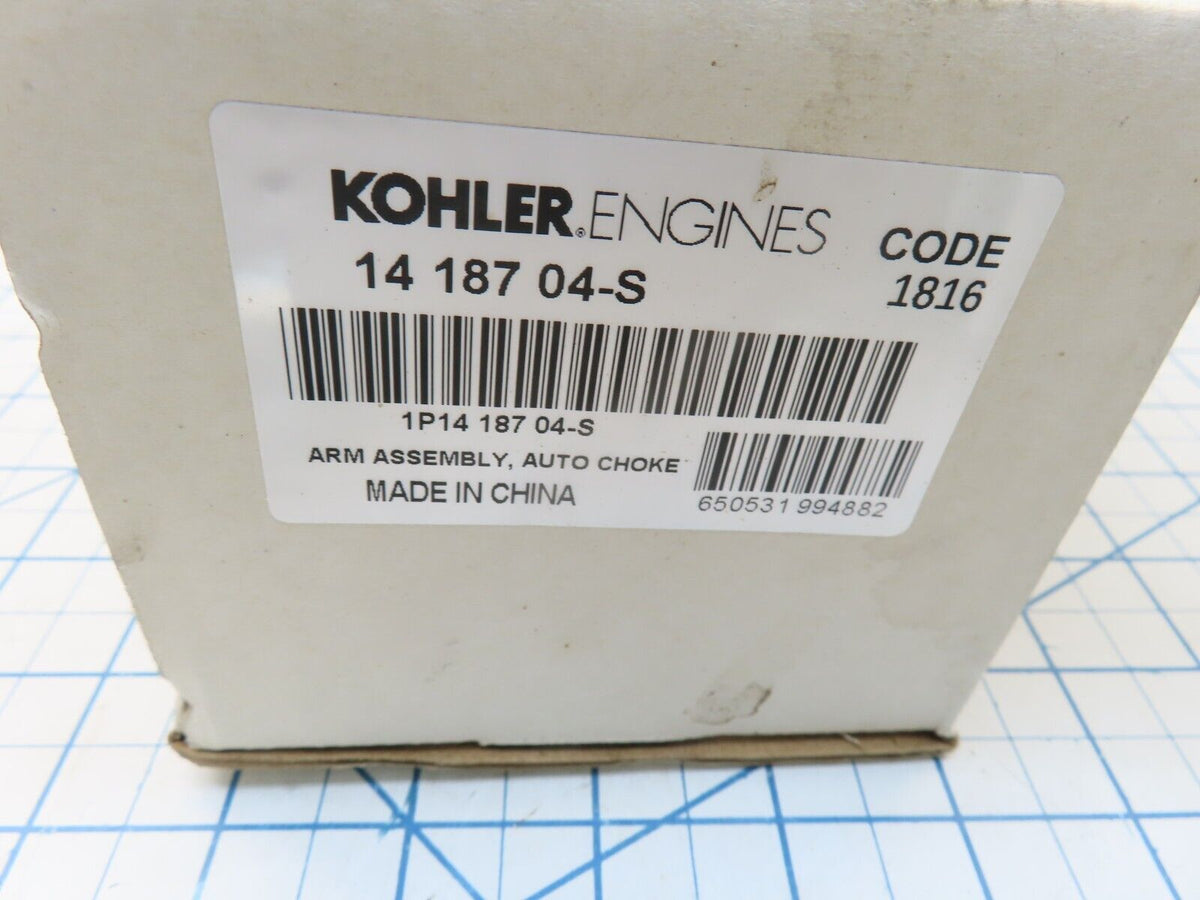 KOHLER® ENGINES
14 187 04-S
CODE
1816
1P14 187 04-S
ARM ASSEMBLY, AUTO CHOKE
MADE IN CHINA
650531 994882